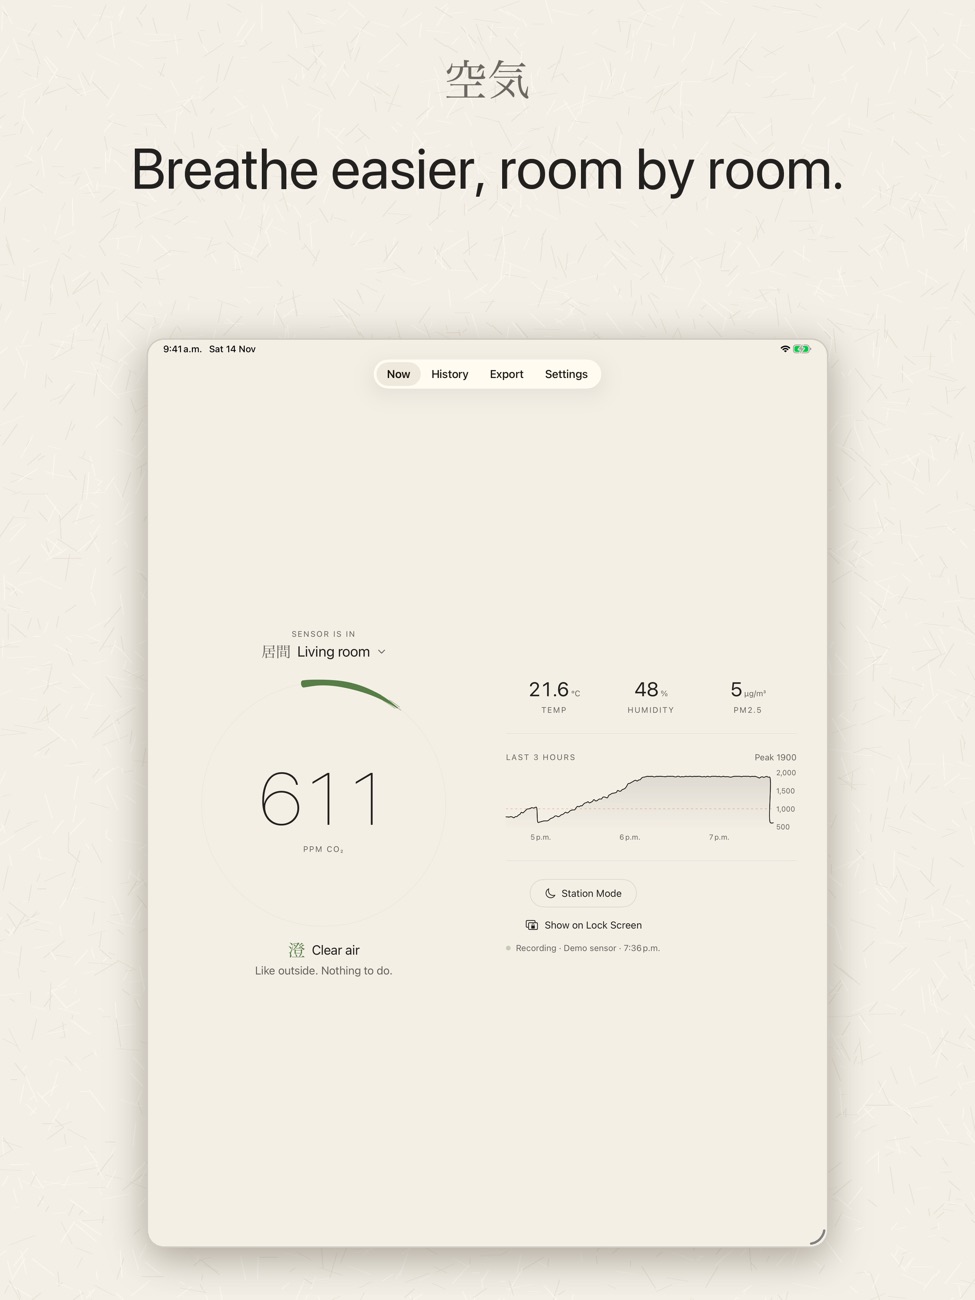 空気
Breathe easier, room by room.
9:41 a.m. Sat 14 Nov
Now History Export Settings
SENSOR IS IN
居間 Living room
611
PPM CO₂
澄 Clear air
Like outside. Nothing to do.
21.6 °C 48 % 5 µg/m³
TEMP HUMIDITY PM2.5
LAST 3 HOURS Peak 1900
2,000
1,500
1,000
500
5 p.m. 6 p.m. 7 p.m.
Station Mode
Show on Lock Screen
Recording · Demo sensor · 7:36 p.m.